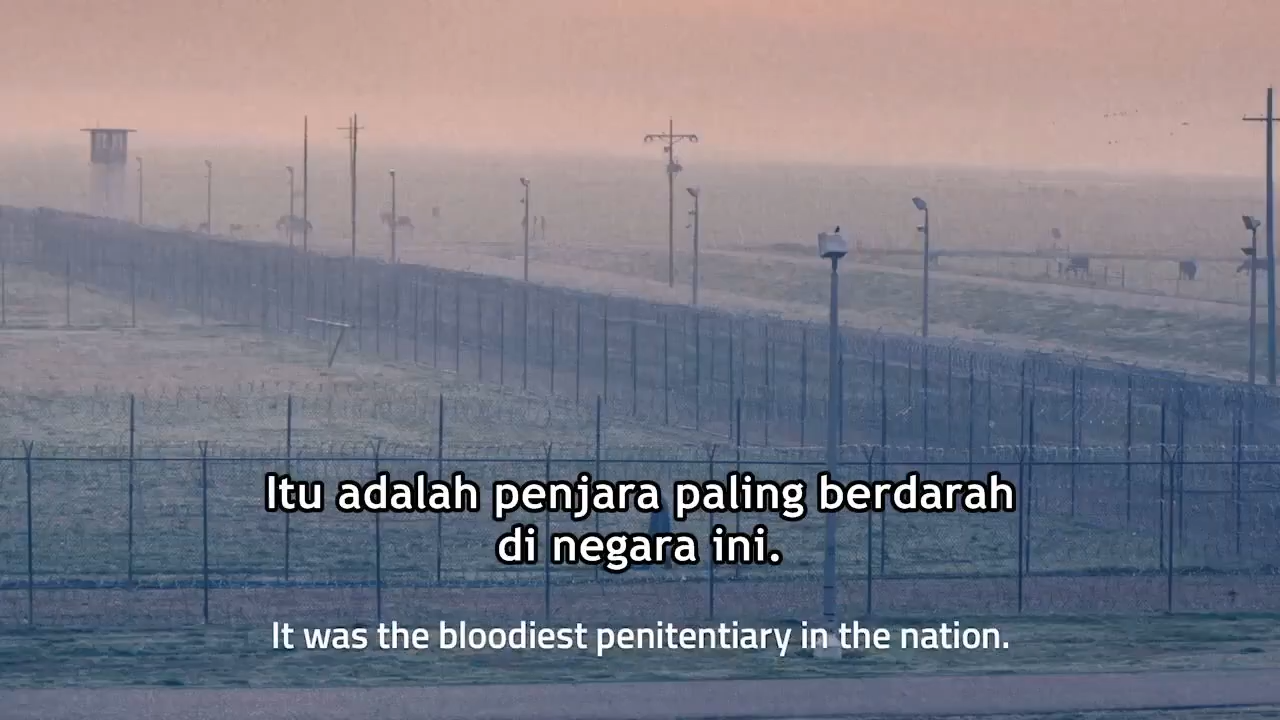 Itu adalah penjara paling berdarah
di negara ini.
It was the bloodiest penitentiary in the nation.